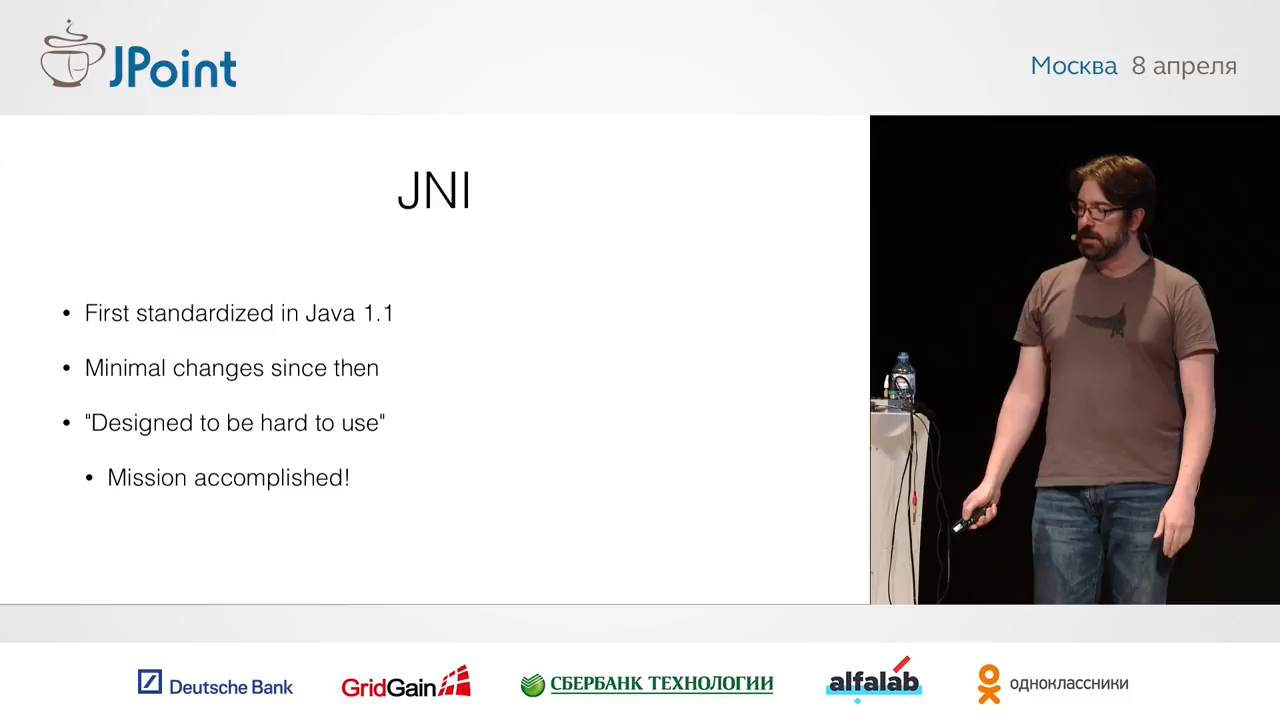 JPoint
Москва 8 апреля
JNI
• First standardized in Java 1.1
• Minimal changes since then
• "Designed to be hard to use"
• Mission accomplished!
Deutsche Bank
GridGain
СБЕРБАНК ТЕХНОЛОГИИ
alfalab
одноклассники